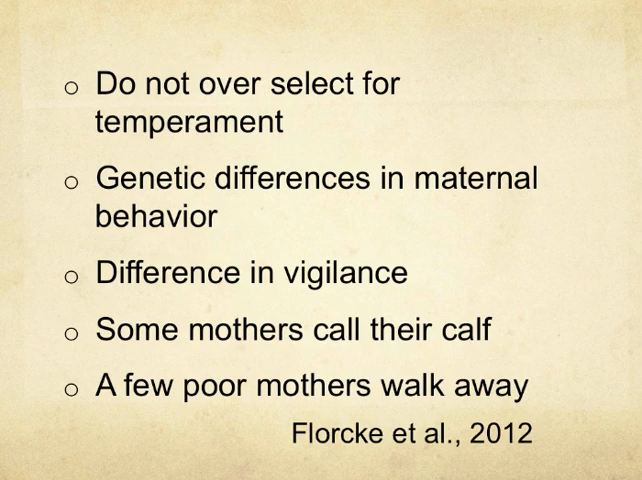 o Do not over select for
temperament
o Genetic differences in maternal
behavior
o Difference in vigilance
o Some mothers call their calf
o A few poor mothers walk away
Florcke et al., 2012